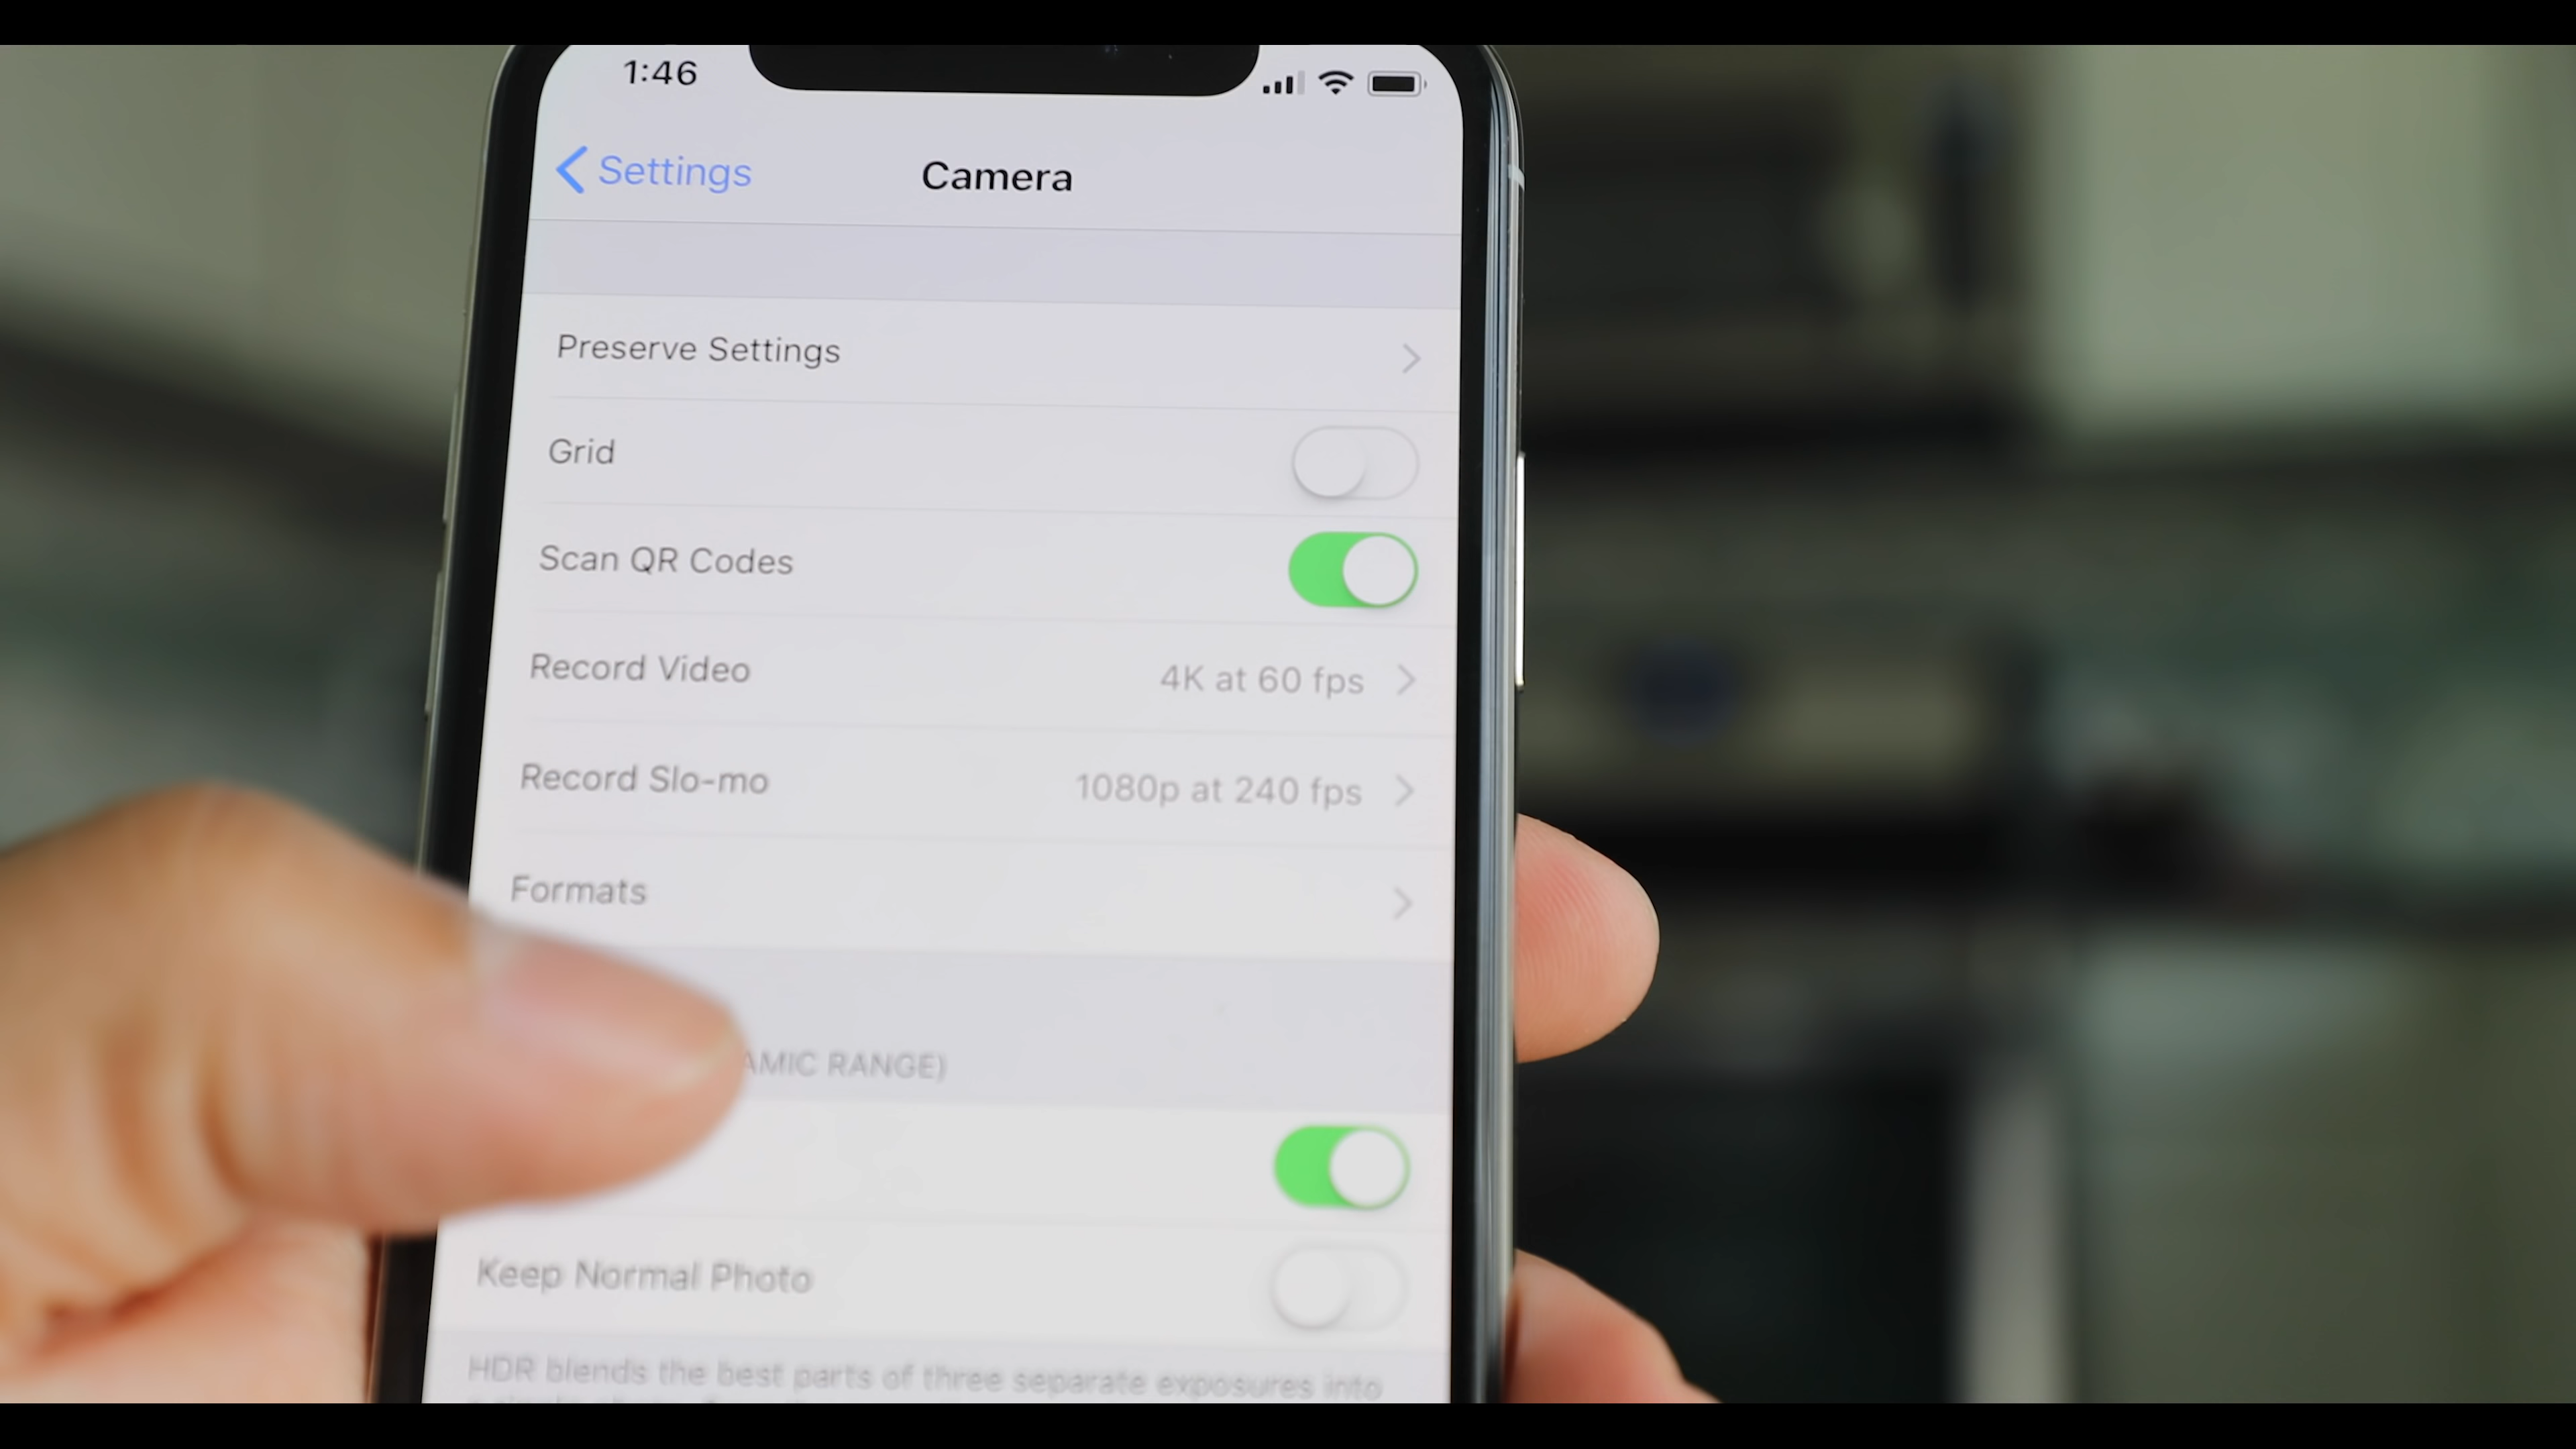 1:46
Settings
Camera
Preserve Settings
Grid
Scan QR Codes
Record Video 4K at 60 fps
Record Slo-mo 1080p at 240 fps
Formats
AMIC RANGE)
Keep Normal Photo
HDR blends the best parts of three separate exposures into